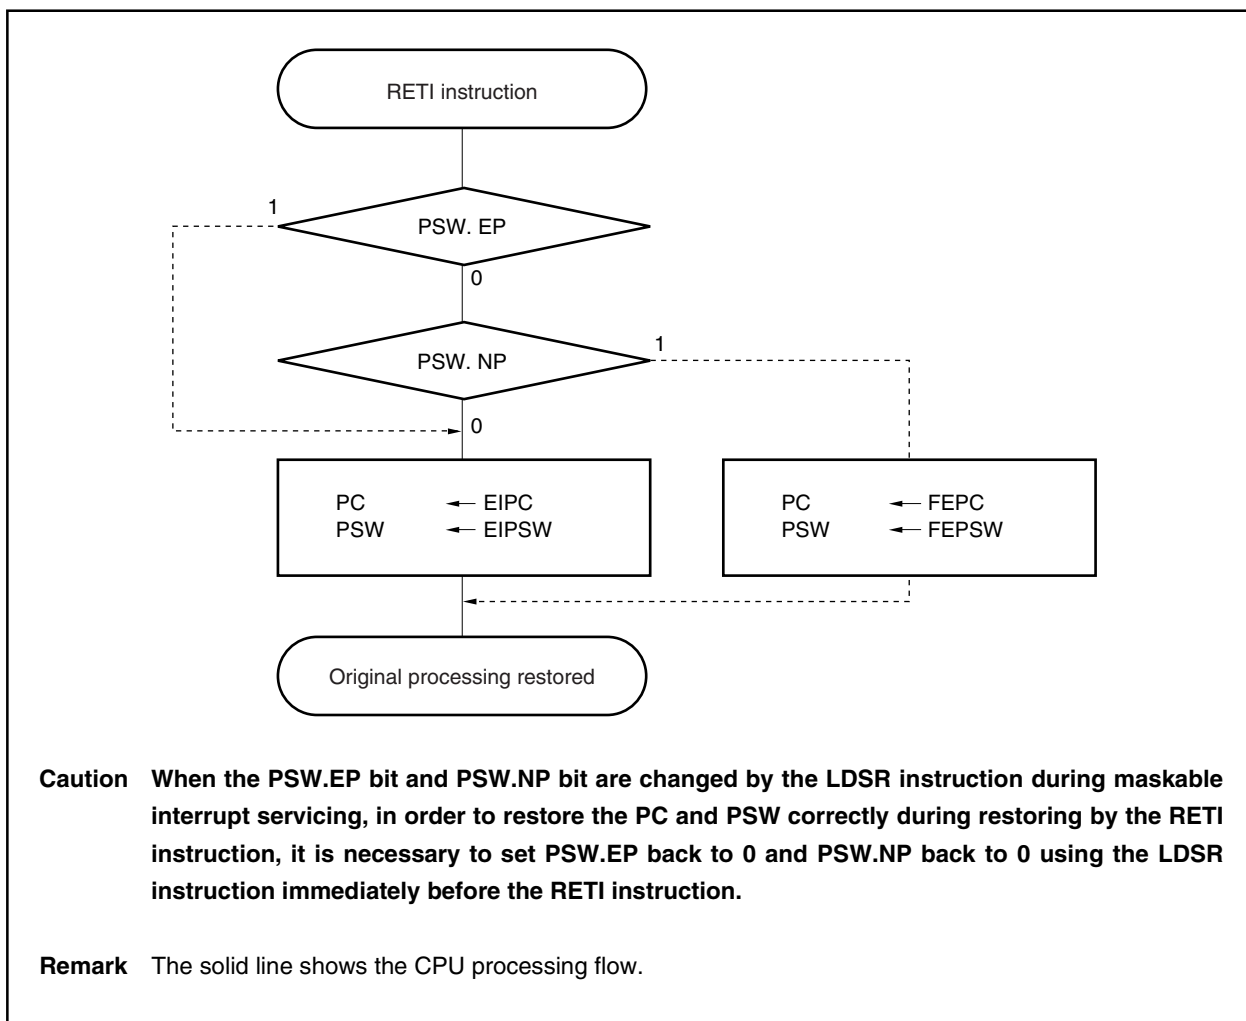 RETI instruction
1
PSW. EP
0
PSW. NP
1
0
PC ← EIPC
PSW ← EIPSW
PC ← FEPC
PSW ← FEPSW
Original processing restored
Caution When the PSW.EP bit and PSW.NP bit are changed by the LDSR instruction during maskable
interrupt servicing, in order to restore the PC and PSW correctly during restoring by the RETI
instruction, it is necessary to set PSW.EP back to 0 and PSW.NP back to 0 using the LDSR
instruction immediately before the RETI instruction.
Remark The solid line shows the CPU processing flow.